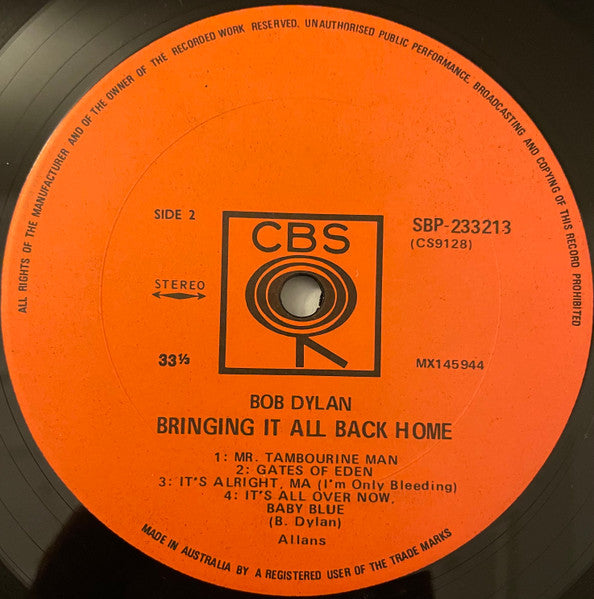 ALL RIGHTS OF THE MANUFACTURER AND OF THE OWNER OF THE RECORDED WORK RESERVED. UNAUTHORISED PUBLIC PERFORMANCE, BROADCASTING AND COPYING OF THIS RECORD PROHIBITED
SIDE 2
CBS
SBP-233213
(CS9128)
STEREO
33⅓
MX145944
BOB DYLAN
BRINGING IT ALL BACK HOME
1: MR. TAMBOURINE MAN
2: GATES OF EDEN
3: IT'S ALRIGHT, MA (I'm Only Bleeding)
4: IT'S ALL OVER NOW,
BABY BLUE
(B. Dylan)
Allans
MADE IN AUSTRALIA BY A REGISTERED USER OF THE TRADE MARKS